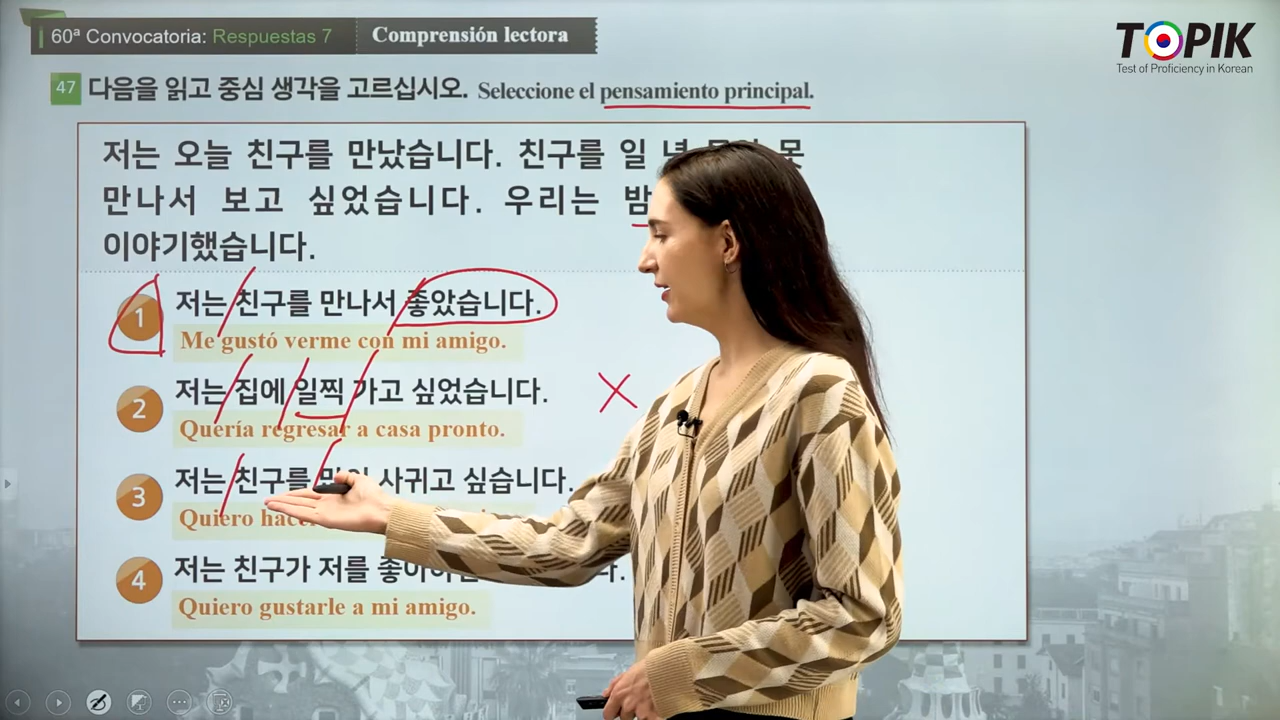 60ª Convocatoria: Respuestas 7 Comprensión lectora
TOPIK
Test of Proficiency in Korean
47 다음을 읽고 중심 생각을 고르십시오. Seleccione el pensamiento principal.
저는 오늘 친구를 만났습니다. 친구를 일 못
만나서 보고 싶었습니다. 우리는 밤
이야기했습니다.
1 저는 친구를 만나서 좋았습니다.
Me gustó verme con mi amigo.
2 저는 집에 일찍 가고 싶었습니다.
Quería regresar a casa pronto.
3 저는 친구를 사귀고 싶습니다.
Quiero
4 저는 친구가 저를
Quiero gustarle a mi amigo.